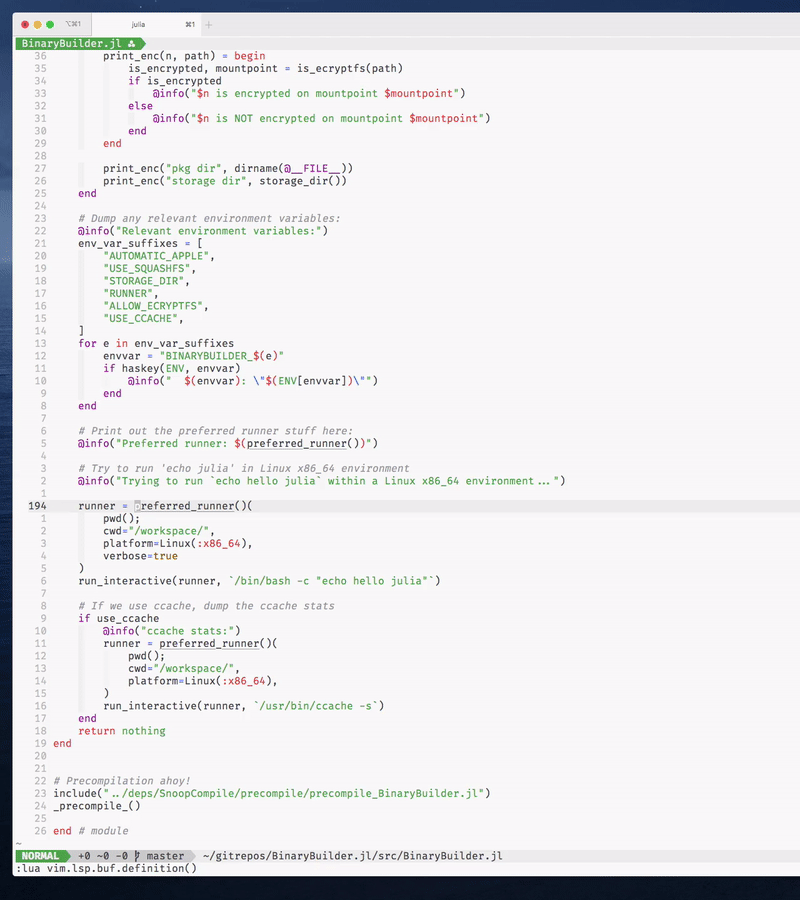 ⌥⌘1 julia ⌘1 +
BinaryBuilder.jl
36 print_enc(n, path) = begin
35 is_encrypted, mountpoint = is_ecryptfs(path)
34 if is_encrypted
33 @info("$n is encrypted on mountpoint $mountpoint")
32 else
31 @info("$n is NOT encrypted on mountpoint $mountpoint")
30 end
29 end
28
27 print_enc("pkg dir", dirname(@__FILE__))
26 print_enc("storage dir", storage_dir())
25 end
24
23 # Dump any relevant environment variables:
22 @info("Relevant environment variables:")
21 env_var_suffixes = [
20 "AUTOMATIC_APPLE",
19 "USE_SQUASHFS",
18 "STORAGE_DIR",
17 "RUNNER",
16 "ALLOW_ECRYPTFS",
15 "USE_CCACHE",
14 ]
13 for e in env_var_suffixes
12 envvar = "BINARYBUILDER_$(e)"
11 if haskey(ENV, envvar)
10 @info("  $(envvar): \"$(ENV[envvar])\"")
9 end
8 end
7
6 # Print out the preferred runner stuff here:
5 @info("Preferred runner: $(preferred_runner())")
4
3 # Try to run 'echo julia' in Linux x86_64 environment
2 @info("Trying to run `echo hello julia` within a Linux x86_64 environment...")
1
194 runner = preferred_runner()(
1 pwd();
2 cwd="/workspace/",
3 platform=Linux(:x86_64),
4 verbose=true
5 )
6 run_interactive(runner, `/bin/bash -c "echo hello julia"`)
7
8 # If we use ccache, dump the ccache stats
9 if use_ccache
10 @info("ccache stats:")
11 runner = preferred_runner()(
12 pwd();
13 cwd="/workspace/",
14 platform=Linux(:x86_64),
15 )
16 run_interactive(runner, `/usr/bin/ccache -s`)
17 end
18 return nothing
19 end
20
21
22 # Precompilation ahoy!
23 include("../deps/SnoopCompile/precompile/precompile_BinaryBuilder.jl")
24 _precompile_()
25
26 end # module
~
NORMAL +0 ~0 -0 master ~/gitrepos/BinaryBuilder.jl/src/BinaryBuilder.jl
:lua vim.lsp.buf.definition()